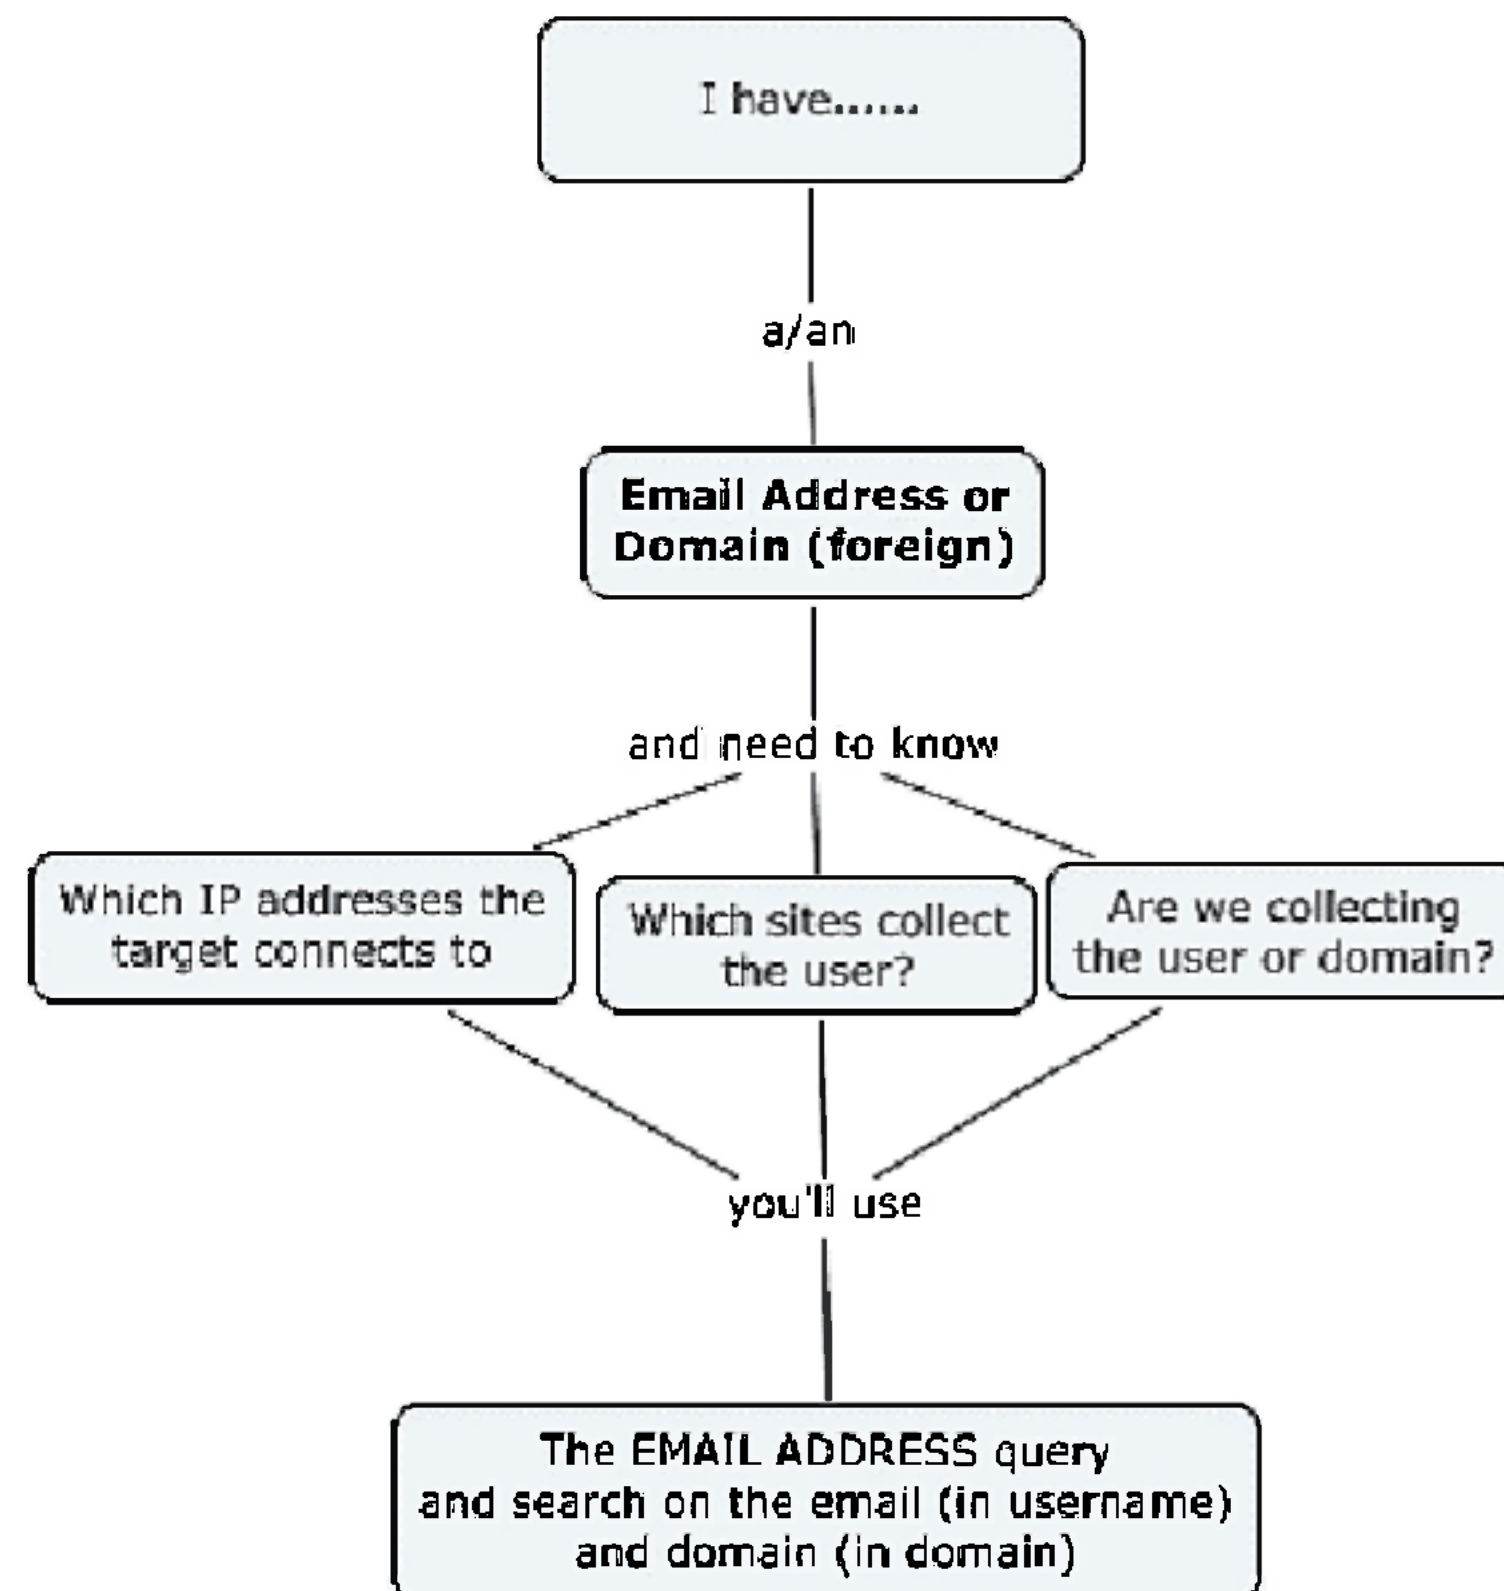 I have......
a/an
Email Address or
Domain (foreign)
and need to know
Which IP addresses the
target connects to
Which sites collect
the user?
Are we collecting
the user or domain?
you'll use
The EMAIL ADDRESS query
and search on the email (in username)
and domain (in domain)